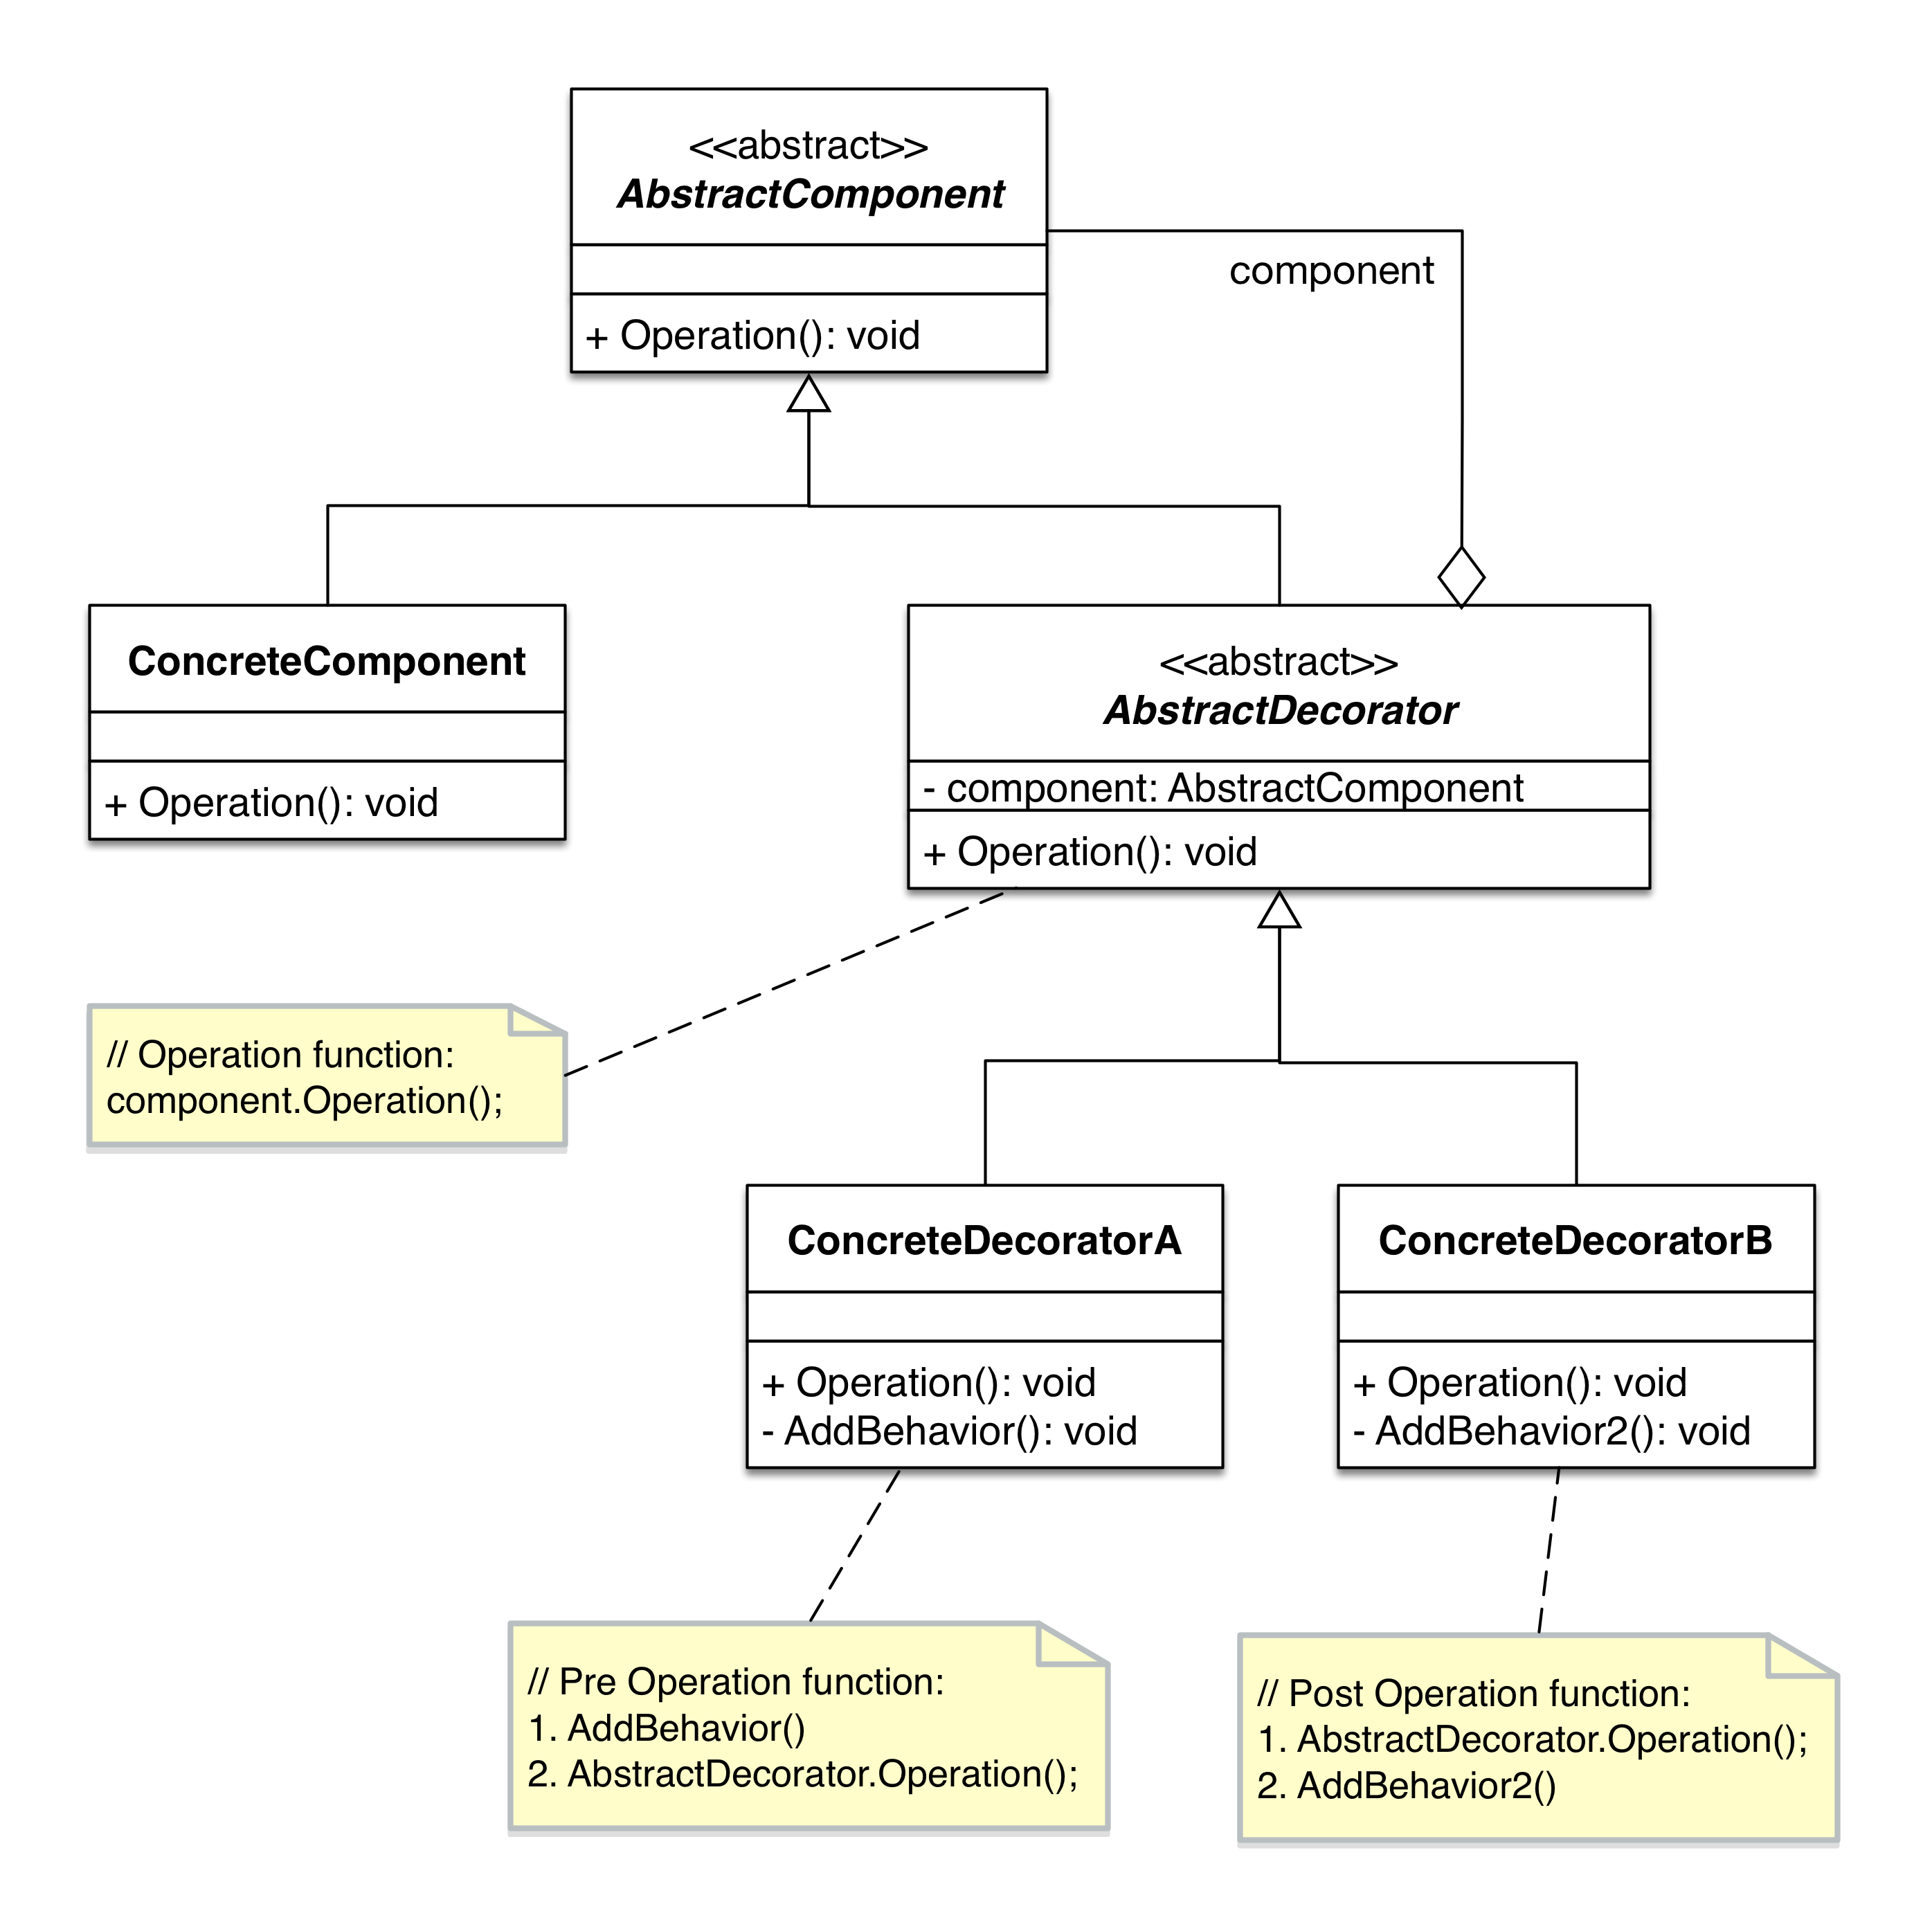 <<abstract>>
AbstractComponent
+ Operation(): void
component
ConcreteComponent
+ Operation(): void
<<abstract>>
AbstractDecorator
- component: AbstractComponent
+ Operation(): void
// Operation function:
component.Operation();
ConcreteDecoratorA
+ Operation(): void
- AddBehavior(): void
ConcreteDecoratorB
+ Operation(): void
- AddBehavior2(): void
// Pre Operation function:
1. AddBehavior()
2. AbstractDecorator.Operation();
// Post Operation function:
1. AbstractDecorator.Operation();
2. AddBehavior2()